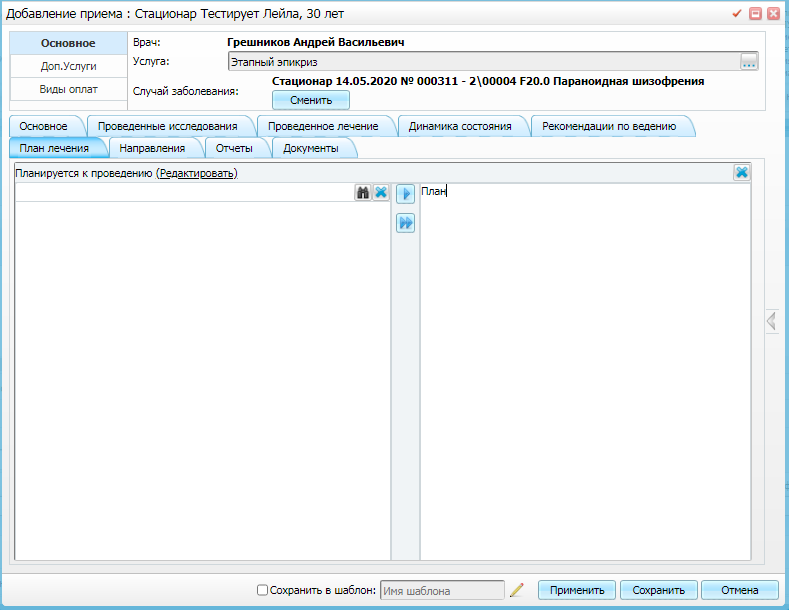 Добавление приема : Стационар Тестирует Лейла, 30 лет
Основное
Доп.Услуги
Виды оплат
Врач: Грешников Андрей Васильевич
Услуга: Этапный эпикриз ...
Случай заболевания: Стационар 14.05.2020 № 000311 - 2\00004 F20.0 Параноидная шизофрения
Сменить
Основное Проведенные исследования Проведенное лечение Динамика состояния Рекомендации по ведению
План лечения Направления Отчеты Документы
Планируется к проведению (Редактировать)
План
Сохранить в шаблон: Имя шаблона Применить Сохранить Отмена